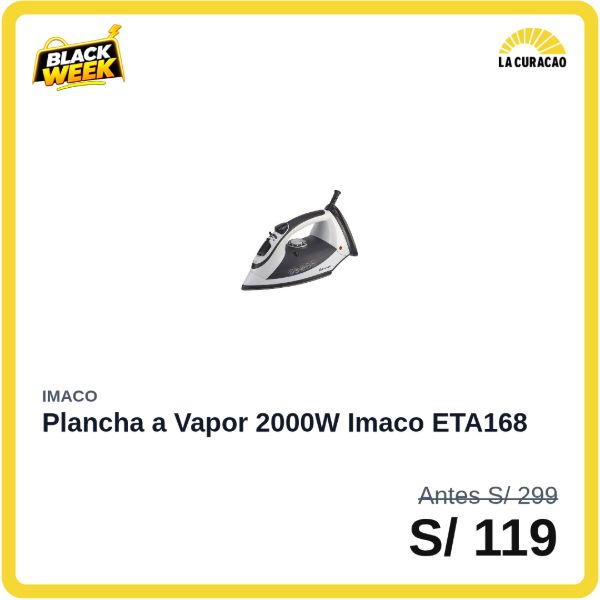 BLACK
WEEK
LA CURACAO
IMACO
Plancha a Vapor 2000W Imaco ETA168
Antes S/ 299
S/ 119